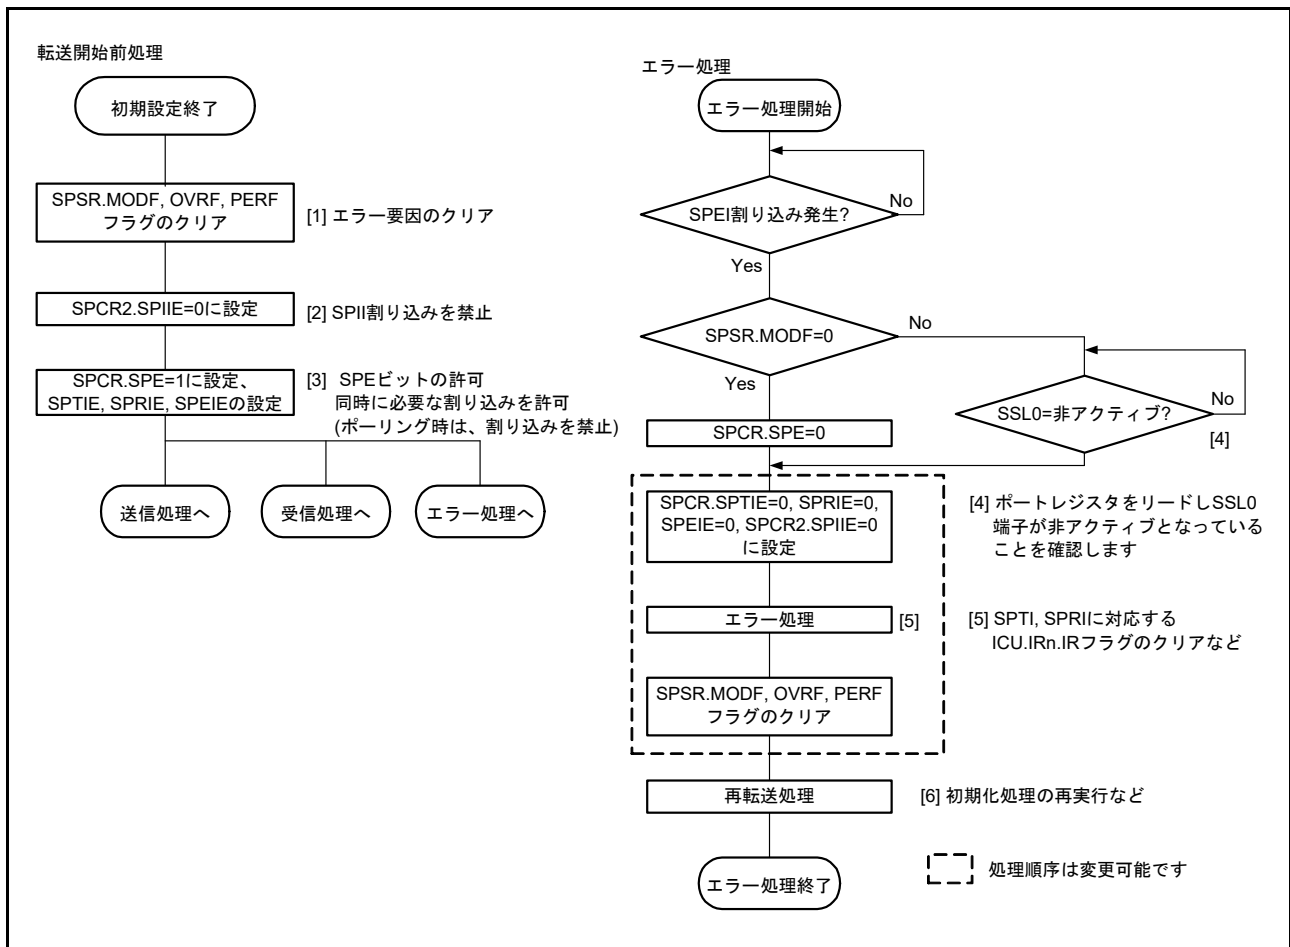 転送開始前処理
初期設定終了
SPSR.MODF, OVRF, PERF
フラグのクリア
[1] エラー要因のクリア
SPCR2.SPIIE=0に設定
[2] SPII割り込みを禁止
SPCR.SPE=1に設定、
SPTIE, SPRIE, SPEIEの設定
[3] SPEビットの許可
同時に必要な割り込みを許可
(ポーリング時は、割り込みを禁止)
送信処理へ
受信処理へ
エラー処理へ
エラー処理
エラー処理開始
SPEI割り込み発生?
No
Yes
SPSR.MODF=0
No
Yes
SSL0=非アクティブ?
No
[4]
SPCR.SPE=0
SPCR.SPTIE=0, SPRIE=0,
SPEIE=0, SPCR2.SPIIE=0
に設定
[4] ポートレジスタをリードしSSL0
端子が非アクティブとなっている
ことを確認します
エラー処理
[5]
[5] SPTI, SPRIに対応する
ICU.IRn.IRフラグのクリアなど
SPSR.MODF, OVRF, PERF
フラグのクリア
再転送処理
[6] 初期化処理の再実行など
エラー処理終了
処理順序は変更可能です